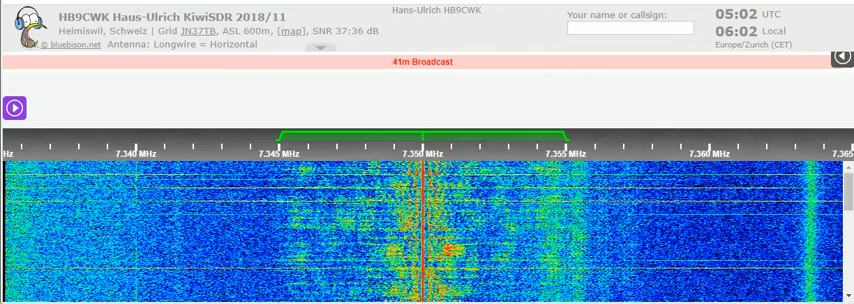 HB9CWK Haus-Ulrich KiwiSDR 2018/11
Heimiswil, Schweiz | Grid JN37TB, ASL 600m, [map], SNR 37:36 dB
© bluebison.net Antenna: Longwire = Horizontal
Hans-Ulrich HB9CWK
Your name or callsign:
05:02 UTC
06:02 Local
Europe/Zurich (CET)
41m Broadcast
Hz 7.340 MHz 7.345 MHz 7.350 MHz 7.355 MHz 7.360 MHz 7.365